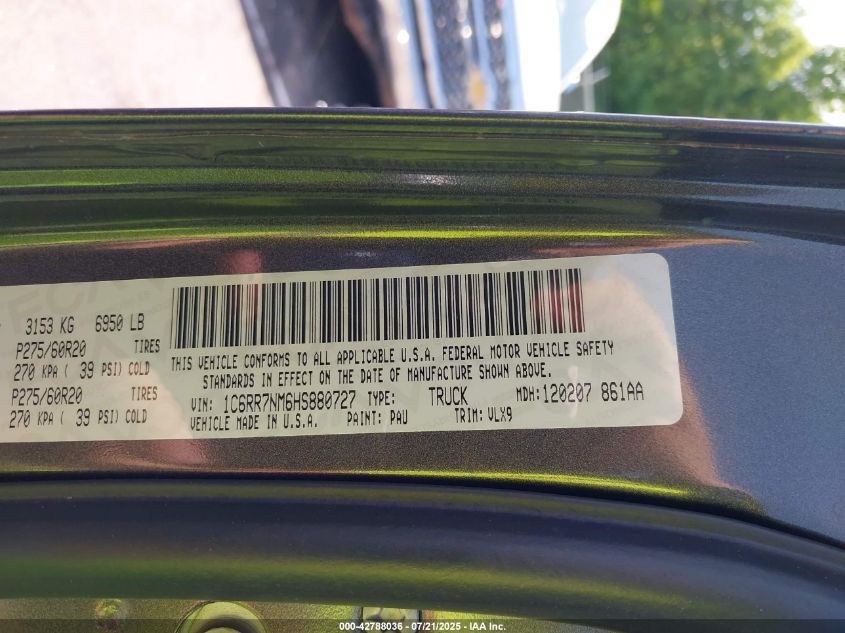 3153 KG 6950 LB
P275/60R20 TIRES
270 KPA ( 39 PSI) COLD
P275/60R20 TIRES
270 KPA ( 39 PSI) COLD
THIS VEHICLE CONFORMS TO ALL APPLICABLE U.S.A. FEDERAL MOTOR VEHICLE SAFETY
STANDARDS IN EFFECT ON THE DATE OF MANUFACTURE SHOWN ABOVE.
VIN: 1C6RR7NM6HS880727 TYPE: TRUCK MDH: 120207 861AA
VEHICLE MADE IN U.S.A. PAINT: PAU TRIM: VLX9
000-42788036 - 07/21/2025 - IAA Inc.